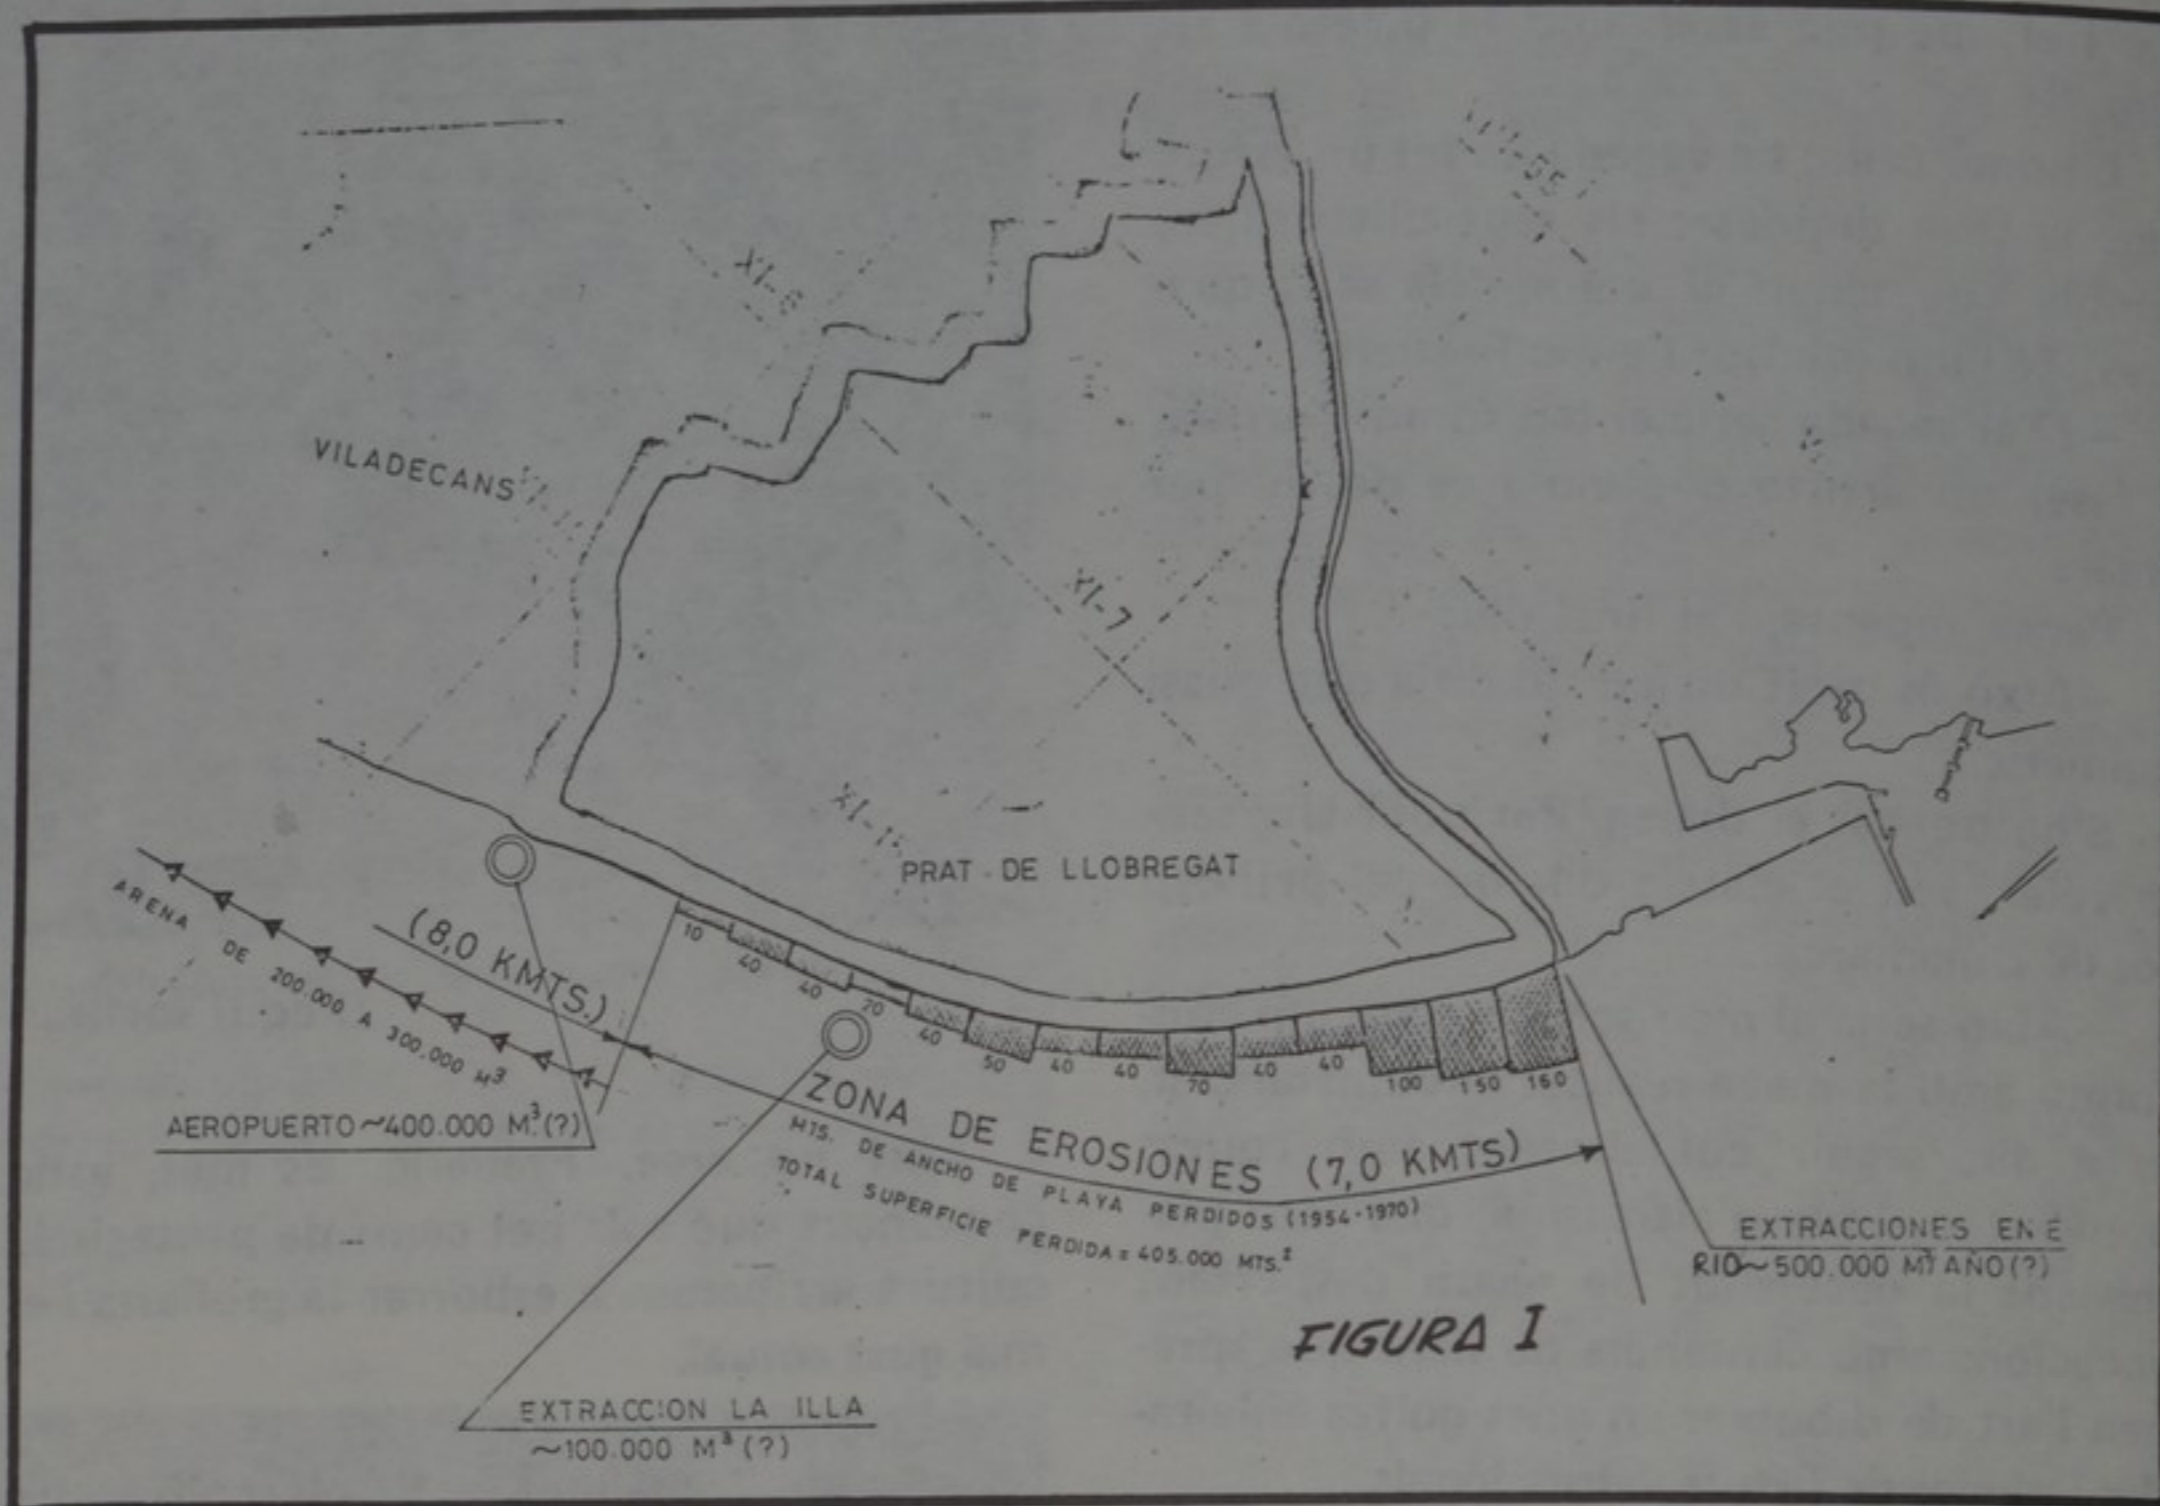 XI-6
VILADECANS
XI-7
PRAT DE LLOBREGAT
ARENA DE 200.000 A 300.000 M³
(8,0 KMTS.)
10
40
40
20
40
50
40
40
70
40
40
100
150
160
AEROPUERTO ~400.000 M³.(?)
ZONA DE EROSIONES (7,0 KMTS)
MTS. DE ANCHO DE PLAYA PERDIDOS (1954-1970)
TOTAL SUPERFICIE PERDIDA = 405.000 MTS.²
EXTRACCIONES EN E
RIO ~500.000 M³ AÑO (?)
FIGURA I
EXTRACCION LA ILLA
~100.000 M³ (?)